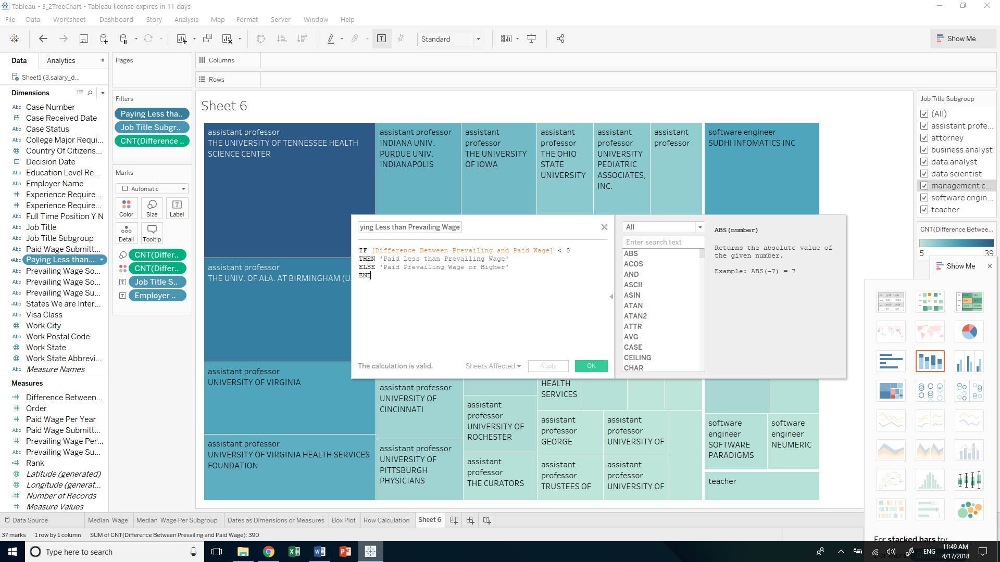 Tableau - 3_2TreeChart - Tableau license expires in 11 days
File Data Worksheet Dashboard Story Analysis Map Format Server Window Help
Standard
Show Me
Data Analytics
Sheet1 (3.salary_d...
Dimensions
Abc Case Number
Case Received Date
Abc Case Status
Abc College Major Requi...
Country Of Citizens...
Decision Date
Abc Education Level Re...
Abc Employer Name
# Experience Require...
# Experience Require...
Abc Full Time Position Y N
Abc Job Title
Abc Job Title Subgroup
Abc Paid Wage Submitt...
=Abc Paying Less than...
Abc Prevailing Wage So...
Abc Prevailing Wage So...
Abc Prevailing Wage Su...
=Abc States We are Inter...
Abc Visa Class
Work City
Abc Work Postal Code
Work State
Work State Abbrevi...
Abc Measure Names
Measures
=# Difference Between...
# Order
# Paid Wage Per Year
Abc Paid Wage Submitt...
# Prevailing Wage Per...
Abc Prevailing Wage Su...
=# Rank
Latitude (generated)
Longitude (generat...
=# Number of Records
# Measure Values
Pages
Filters
Paying Less tha..
Job Title Subgr..
CNT(Difference ..
Marks
Automatic
Color Size Label
Detail Tooltip
CNT(Differ..
CNT(Differ..
Job Title S..
Employer ..
Columns
Rows
Sheet 6
assistant professor
THE UNIVERSITY OF TENNESSEE HEALTH
SCIENCE CENTER
assistant professor
THE UNIV. OF ALA. AT BIRMINGHAM (U
assistant professor
UNIVERSITY OF VIRGINIA
assistant professor
UNIVERSITY OF VIRGINIA HEALTH SERVICES
FOUNDATION
assistant professor
INDIANA UNIV.
PURDUE UNIV.
INDIANAPOLIS
assistant
professor
THE UNIVERSITY
OF IOWA
assistant
professor
THE OHIO
STATE
UNIVERSITY
assistant
professor
UNIVERSITY
PEDIATRIC
ASSOCIATES,
INC.
assistant
professor
software engineer
SUDHI INFOMATICS INC
ying Less than Prevailing Wage
IF [Difference Between Prevailing and Paid Wage] < 0
THEN 'Paid Less than Prevailing Wage'
ELSE 'Paid Prevailing Wage or Higher'
END
The calculation is valid.
Sheets Affected
Apply
OK
All
Enter search text
ABS
ACOS
AND
ASCII
ASIN
ATAN
ATAN2
ATTR
AVG
CASE
CEILING
CHAR
ABS(number)
Returns the absolute value of
the given number.
Example: ABS(-7) = 7
assistant professor
UNIVERSITY OF
CINCINNATI
assistant professor
UNIVERSITY OF
PITTSBURGH
PHYSICIANS
assistant
professor
UNIVERSITY OF
ROCHESTER
assistant
professor
THE CURATORS
HEALTH
SERVICES
assistant
professor
GEORGE
assistant
professor
UNIVERSITY OF
assistant
professor
TRUSTEES OF
assistant
professor
UNIVERSITY OF
software
engineer
SOFTWARE
PARADIGMS
software
engineer
NEUMERIC
teacher
Job Title Subgroup
(All)
assistant profe...
attorney
business analyst
data analyst
data scientist
management c...
software engin...
teacher
CNT(Difference Betwee...
5 39
Show Me
For stacked bars try
Data Source Median Wage Median Wage Per Subgroup Dates as Dimensions or Measures Box Plot Row Calculation Sheet 6
37 marks 1 row by 1 column SUM of CNT(Difference Between Prevailing and Paid Wage): 390
Type here to search
ENG
11:49 AM
4/17/2018